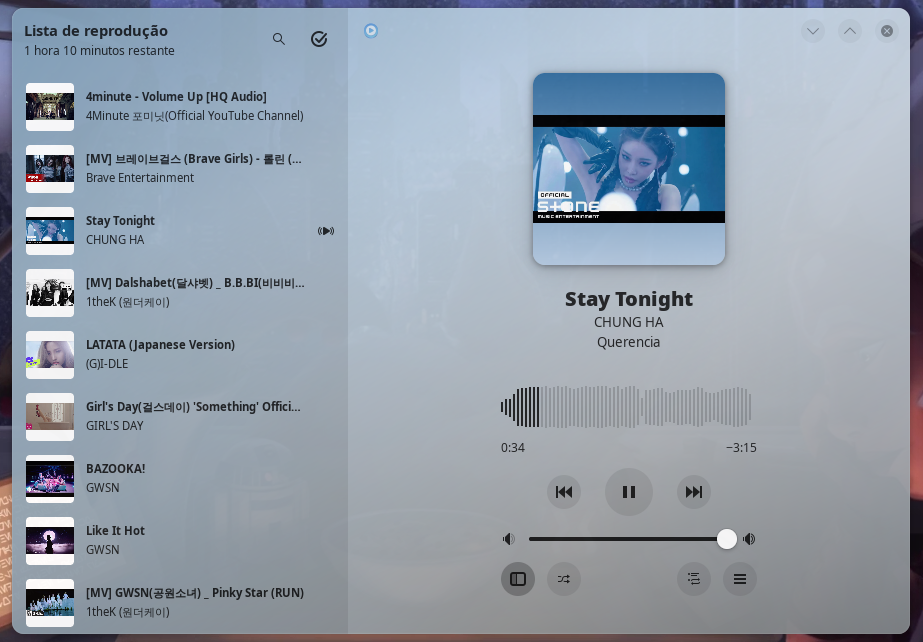 Lista de reprodução
1 hora 10 minutos restante
4minute - Volume Up [HQ Audio]
4Minute 포미닛(Official YouTube Channel)
[MV] 브레이브걸스 (Brave Girls) - 롤린 (...
Brave Entertainment
Stay Tonight
CHUNG HA
[MV] Dalshabet(달샤벳) _ B.B.BI(비비비...
1theK (원더케이)
LATATA (Japanese Version)
(G)I-DLE
Girl's Day(걸스데이) 'Something' Offici...
GIRL'S DAY
BAZOOKA!
GWSN
Like It Hot
GWSN
[MV] GWSN(공원소녀) _ Pinky Star (RUN)
1theK (원더케이)
OFFICIAL
STONE
MUSIC ENTERTAINMENT
Stay Tonight
CHUNG HA
Querencia
0:34
−3:15